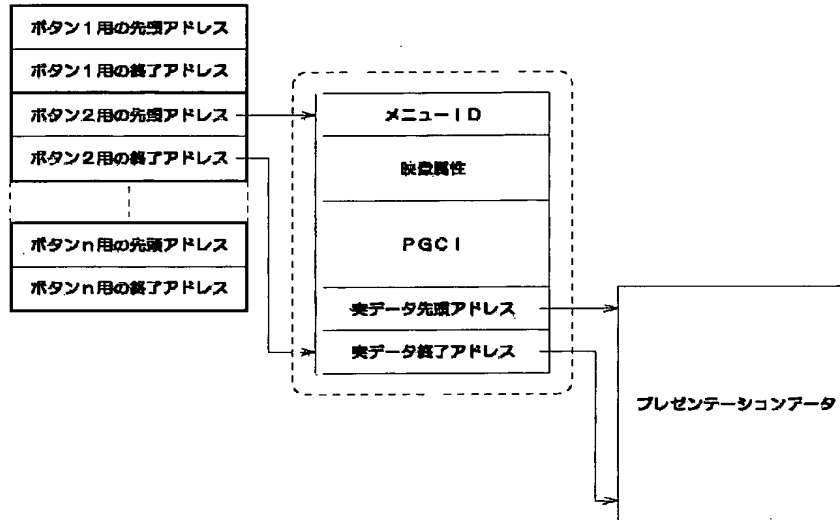 ボタン1用の先頭アドレス
ボタン1用の終了アドレス
ボタン2用の先頭アドレス
ボタン2用の終了アドレス
ボタンn用の先頭アドレス
ボタンn用の終了アドレス
メニューID
映像属性
PGCI
実データ先頭アドレス
実データ終了アドレス
プレゼンテーションアータ